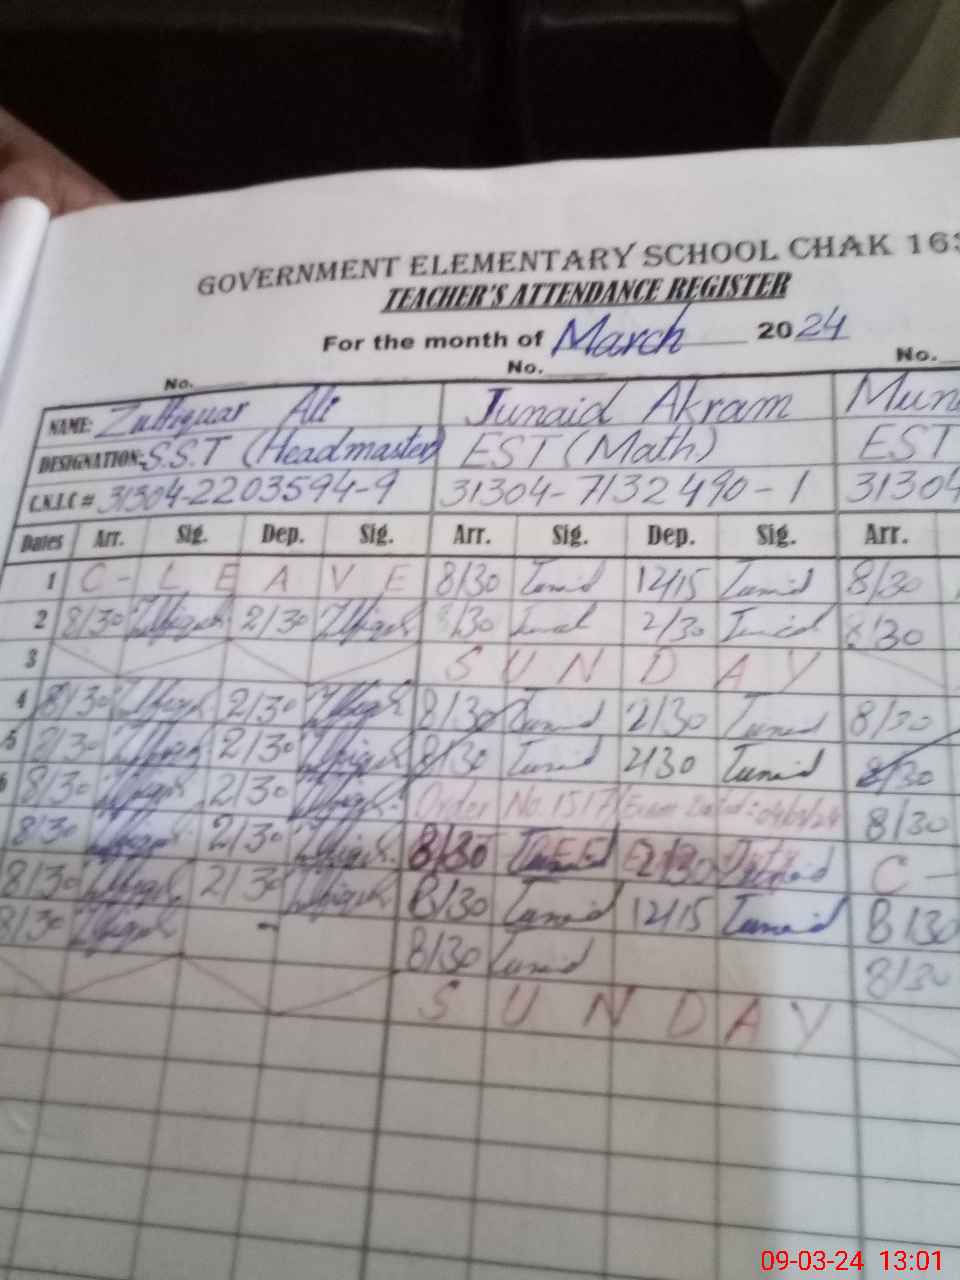 GOVERNMENT ELEMENTARY SCHOOL CHAK 163
TEACHER'S ATTENDANCE REGISTER
For the month of March 2024
No. No. No.
NAME: Zulfiquar Ali Junaid Akram Mun
DESIGNATION: S.S.T (Headmaster) EST (Math) EST
C.N.I.C # 31304-2203594-9 31304-7132490-1 31304
Dates Arr. Sig. Dep. Sig. Arr. Sig. Dep. Sig. Arr.
1 C-LEAVE 8/30 Junaid 12/15 Junaid 8/30
2 8/30 2/30 8/30 Junaid 2/30 Junaid 8/30
3 SUNDAY
4 8/30 2/30 8/30 Junaid 2/30 Junaid 8/30
5 8/30 2/30 8/30 Junaid 2/30 Junaid 8/30
6 8/30 2/30 Order No. 1517 8/30
8/30 2/30 8/30 Junaid 2/30 Junaid C-
8/30 2/30 8/30 Junaid 12/15 Junaid 8/30
8/30 - 8/30 Junaid 8/30
SUNDAY
09-03-24 13:01